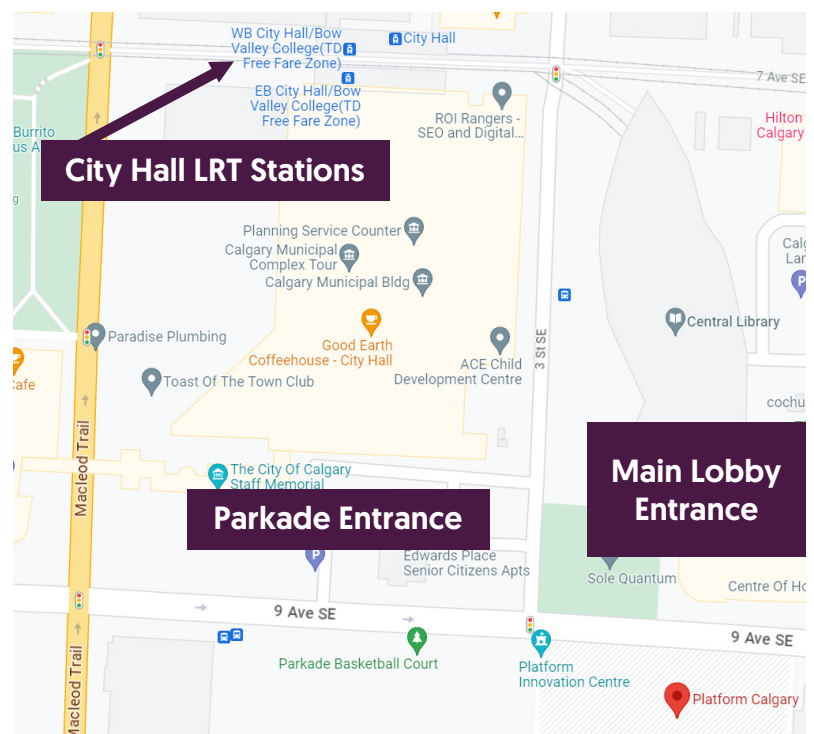 WB City Hall/Bow
Valley College(TD
Free Fare Zone)
City Hall
EB City Hall/Bow
Valley College(TD
Free Fare Zone)
7 Ave SE
ROI Rangers -
SEO and Digital...
Hilton
Calgary
Burrito
us A
City Hall LRT Stations
g
Planning Service Counter
Calgary Municipal
Complex Tour
Calgary Municipal Bldg
Calg
Lar
P
Central Library
Paradise Plumbing
Good Earth
Coffeehouse - City Hall
3 St SE
ACE Child
Development Centre
Cafe
Toast Of The Town Club
cochu
Macleod Trail
The City Of Calgary
Staff Memorial
Main Lobby
Entrance
Parkade Entrance
P
Edwards Place
Senior Citizens Apts
Sole Quantum
Centre Of Ho
9 Ave SE
9 Ave SE
Parkade Basketball Court
Platform
Innovation Centre
Macleod Trail
Platform Calgary